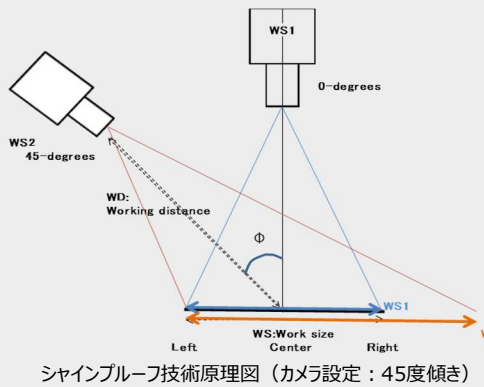 WS1
0-degrees
WS2
45-degrees
WD:
Working distance
Φ
WS1
WS:Work size
Left
Center
Right
シャインプルーフ技術原理図（カメラ設定：45度傾き）